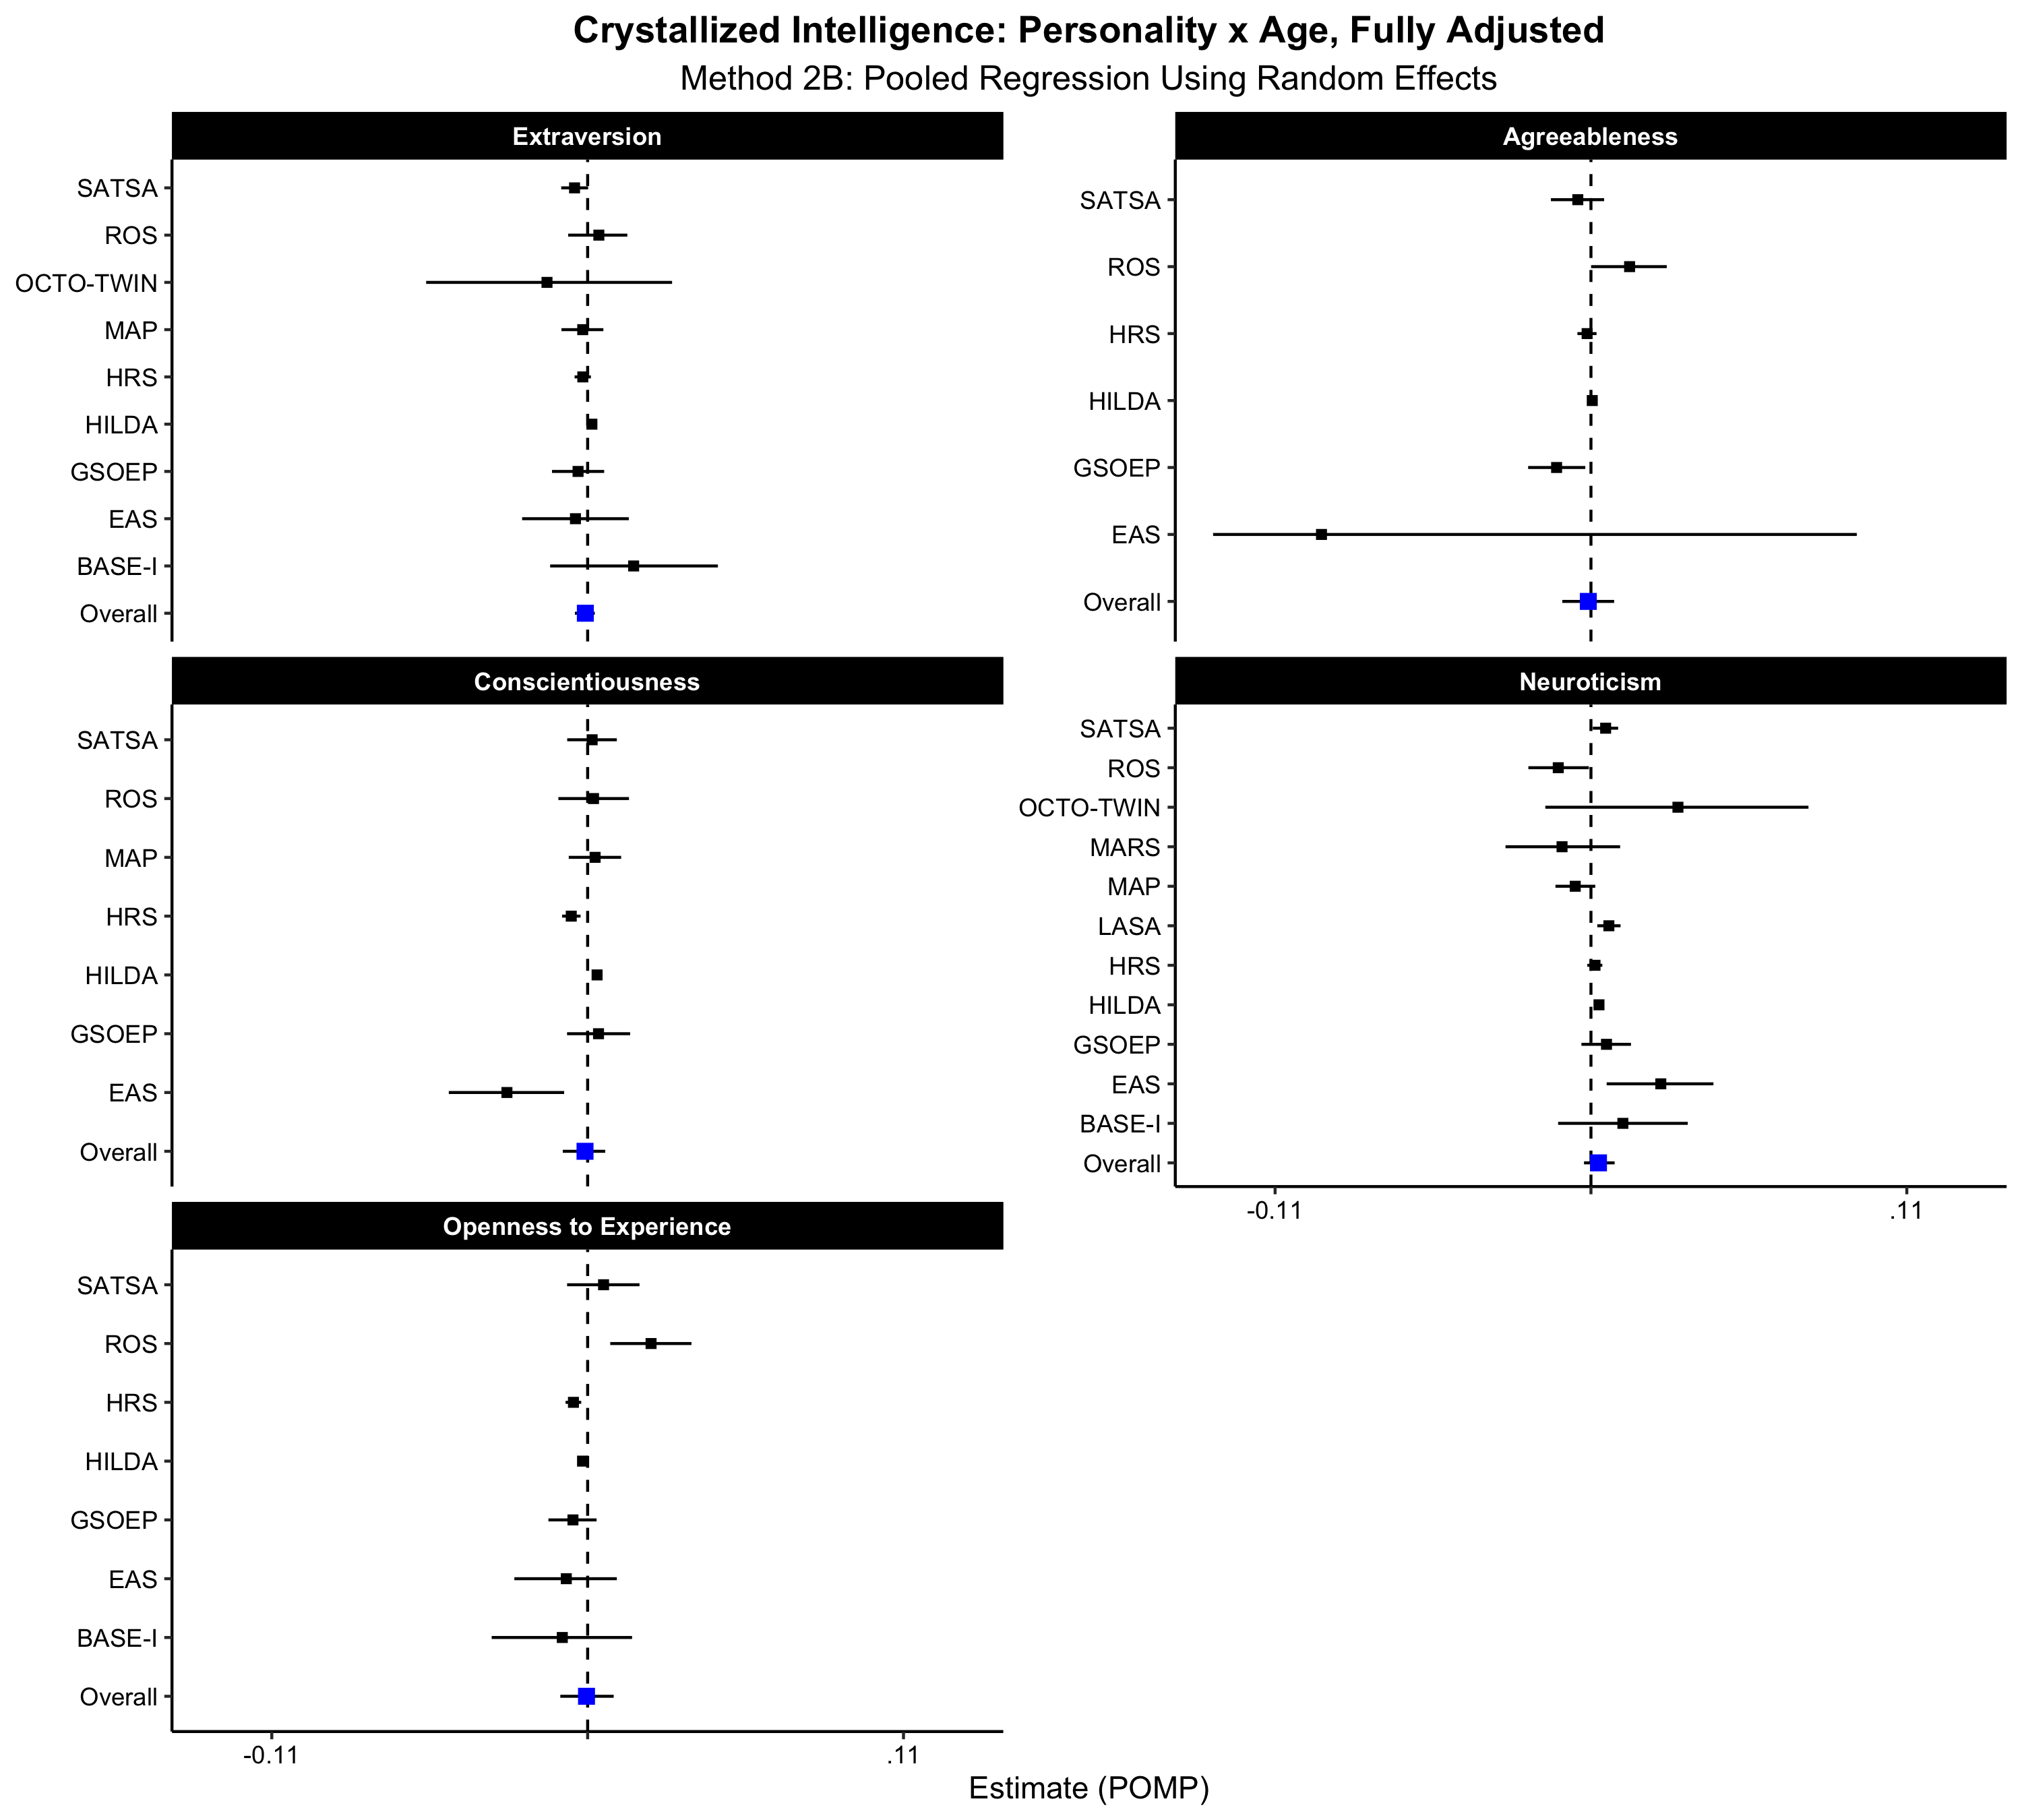 Crystallized Intelligence: Personality x Age, Fully Adjusted
Method 2B: Pooled Regression Using Random Effects
Extraversion
SATSA
ROS
OCTO-TWIN
MAP
HRS
HILDA
GSOEP
EAS
BASE-I
Overall
Agreeableness
SATSA
ROS
HRS
HILDA
GSOEP
EAS
Overall
Conscientiousness
SATSA
ROS
MAP
HRS
HILDA
GSOEP
EAS
Overall
Neuroticism
SATSA
ROS
OCTO-TWIN
MARS
MAP
LASA
HRS
HILDA
GSOEP
EAS
BASE-I
Overall
-0.11
.11
Openness to Experience
SATSA
ROS
HRS
HILDA
GSOEP
EAS
BASE-I
Overall
-0.11
.11
Estimate (POMP)